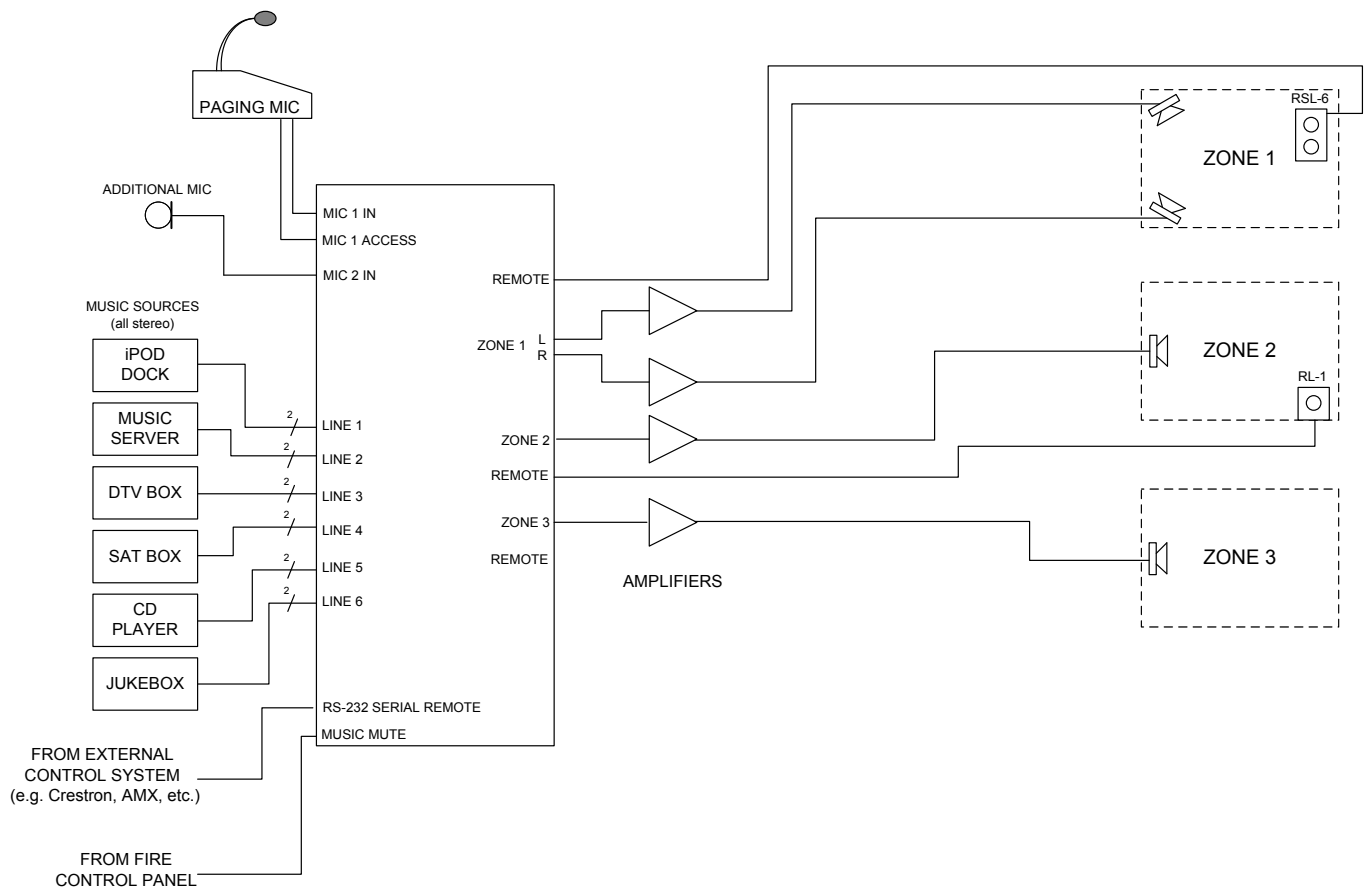 PAGING MIC
ADDITIONAL MIC
MUSIC SOURCES
(all stereo)
iPOD
DOCK
MUSIC
SERVER
DTV BOX
SAT BOX
CD
PLAYER
JUKEBOX
FROM EXTERNAL
CONTROL SYSTEM
(e.g. Crestron, AMX, etc.)
FROM FIRE
CONTROL PANEL
2
2
2
2
2
2
MIC 1 IN
MIC 1 ACCESS
MIC 2 IN
LINE 1
LINE 2
LINE 3
LINE 4
LINE 5
LINE 6
RS-232 SERIAL REMOTE
MUSIC MUTE
REMOTE
ZONE 1
L
R
ZONE 2
REMOTE
ZONE 3
REMOTE
AMPLIFIERS
RSL-6
ZONE 1
ZONE 2
RL-1
ZONE 3